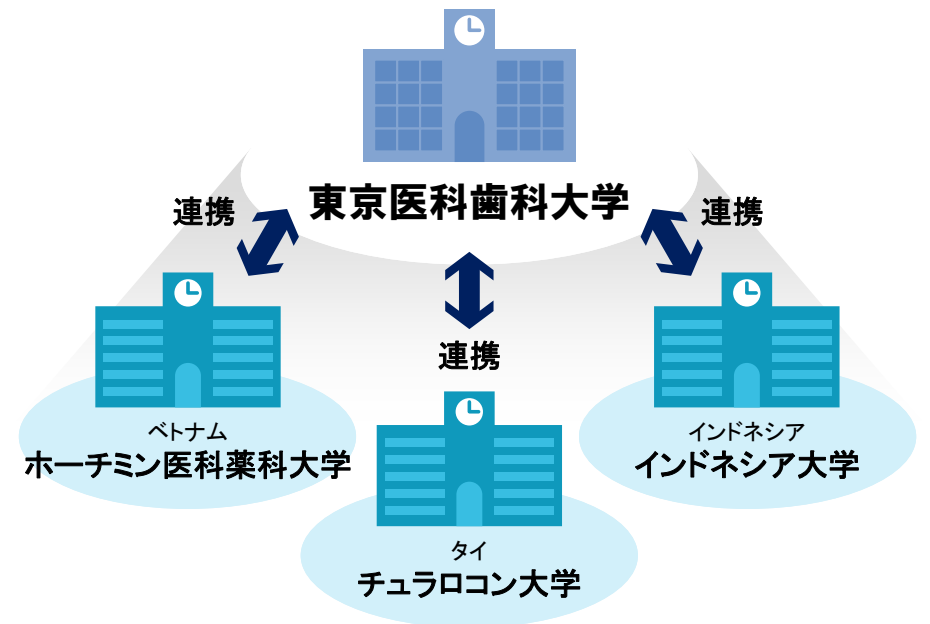 東京医科歯科大学
連携
連携
連携
ベトナム
ホーチミン医科薬科大学
タイ
チュラロコン大学
インドネシア
インドネシア大学